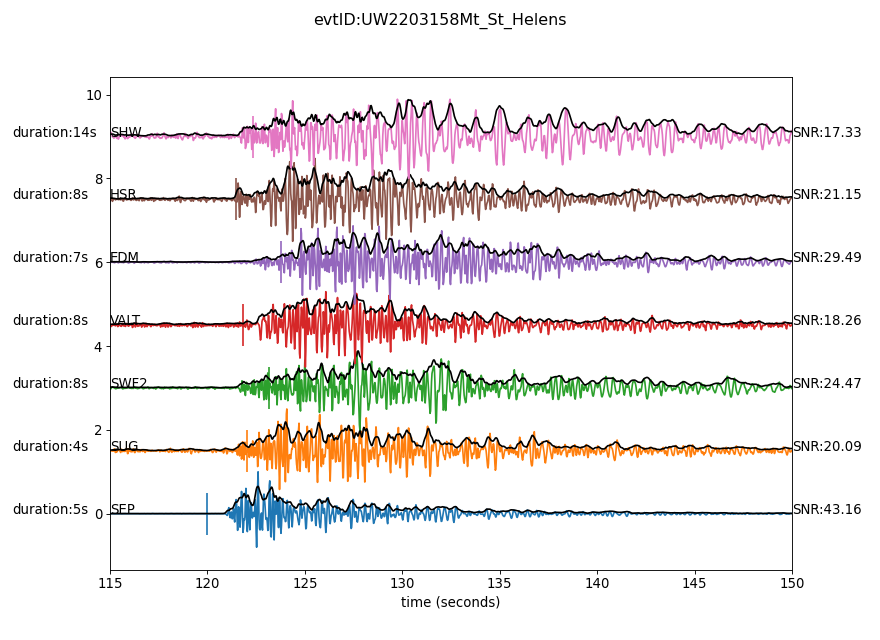 evtID:UW2203158Mt_St_Helens
10
duration:14s SHW SNR:17.33
8
duration:8s HSR SNR:21.15
duration:7s EDM SNR:29.49
6
duration:8s VALT SNR:18.26
4
duration:8s SWF2 SNR:24.47
2
duration:4s SUG SNR:20.09
duration:5s SEP SNR:43.16
0
115 120 125 130 135 140 145 150
time (seconds)